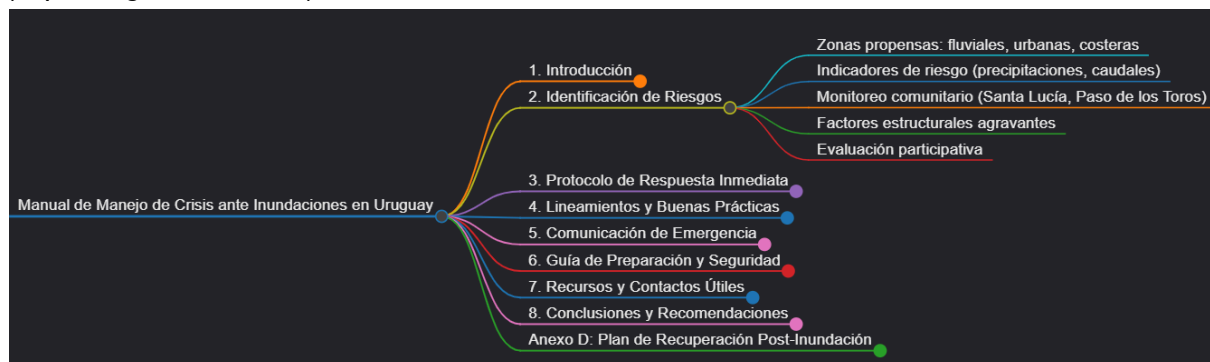 Manual de Manejo de Crisis ante Inundaciones en Uruguay
1. Introducción
2. Identificación de Riesgos
Zonas propensas: fluviales, urbanas, costeras
Indicadores de riesgo (precipitaciones, caudales)
Monitoreo comunitario (Santa Lucía, Paso de los Toros)
Factores estructurales agravantes
Evaluación participativa
3. Protocolo de Respuesta Inmediata
4. Lineamientos y Buenas Prácticas
5. Comunicación de Emergencia
6. Guía de Preparación y Seguridad
7. Recursos y Contactos Útiles
8. Conclusiones y Recomendaciones
Anexo D: Plan de Recuperación Post-Inundación